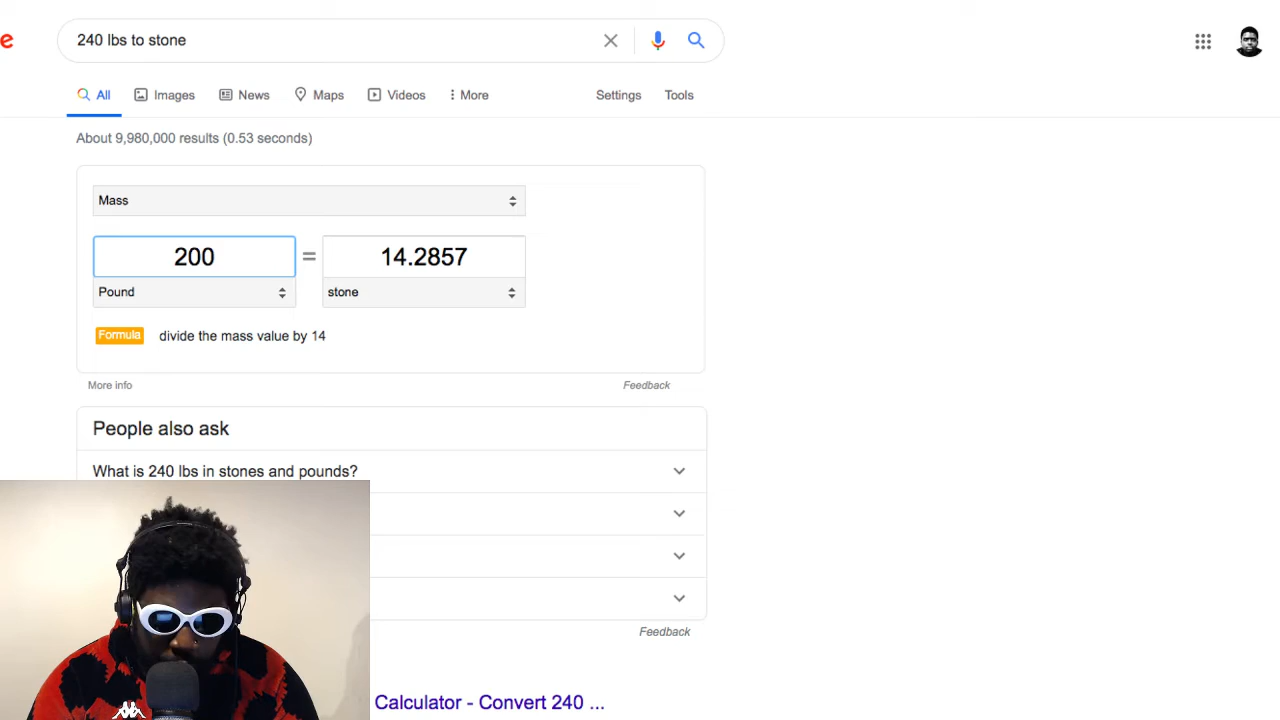 e
240 lbs to stone
All
Images
News
Maps
Videos
More
Settings
Tools
About 9,980,000 results (0.53 seconds)
Mass
200 = 14.2857
Pound
stone
Formula divide the mass value by 14
More info
Feedback
People also ask
What is 240 lbs in stones and pounds?
Feedback
Calculator - Convert 240 ...